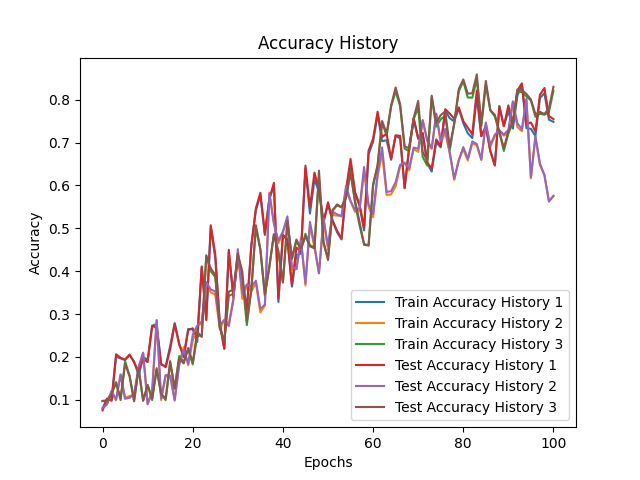 Accuracy History
Accuracy
0.8
0.7
0.6
0.5
0.4
0.3
0.2
0.1
Train Accuracy History 1
Train Accuracy History 2
Train Accuracy History 3
Test Accuracy History 1
Test Accuracy History 2
Test Accuracy History 3
0 20 40 60 80 100
Epochs